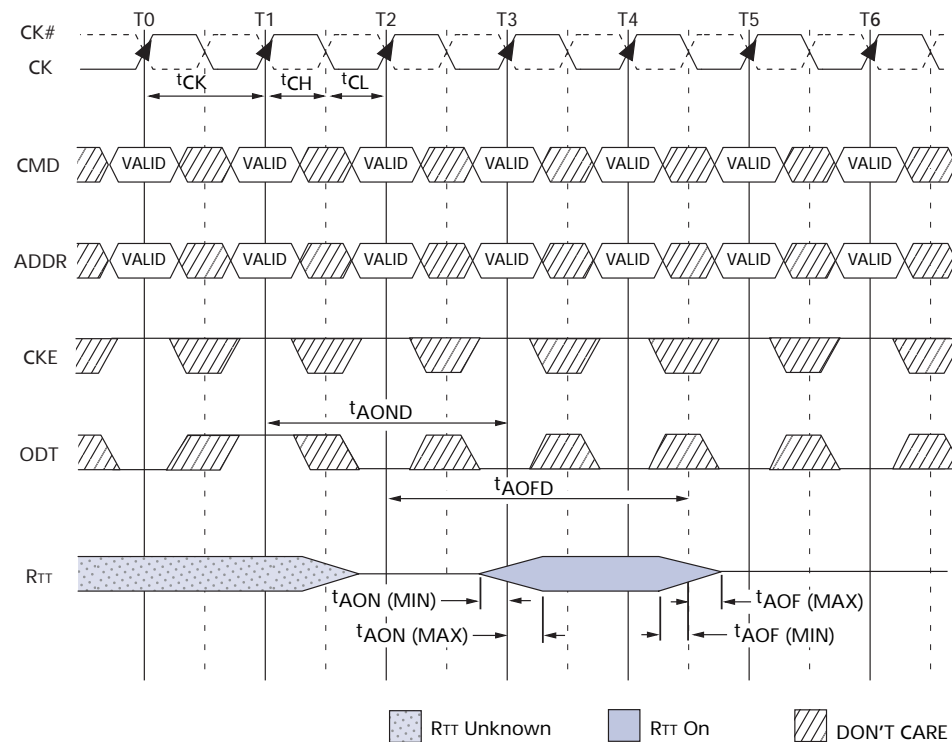 T0 T1 T2 T3 T4 T5 T6
CK#
CK
tCK tCH tCL
CMD VALID VALID VALID VALID VALID VALID VALID
ADDR VALID VALID VALID VALID VALID VALID VALID
CKE
tAOND
ODT
tAOFD
RTT
tAON (MIN) tAOF (MAX)
tAON (MAX) tAOF (MIN)
RTT Unknown RTT On DON'T CARE